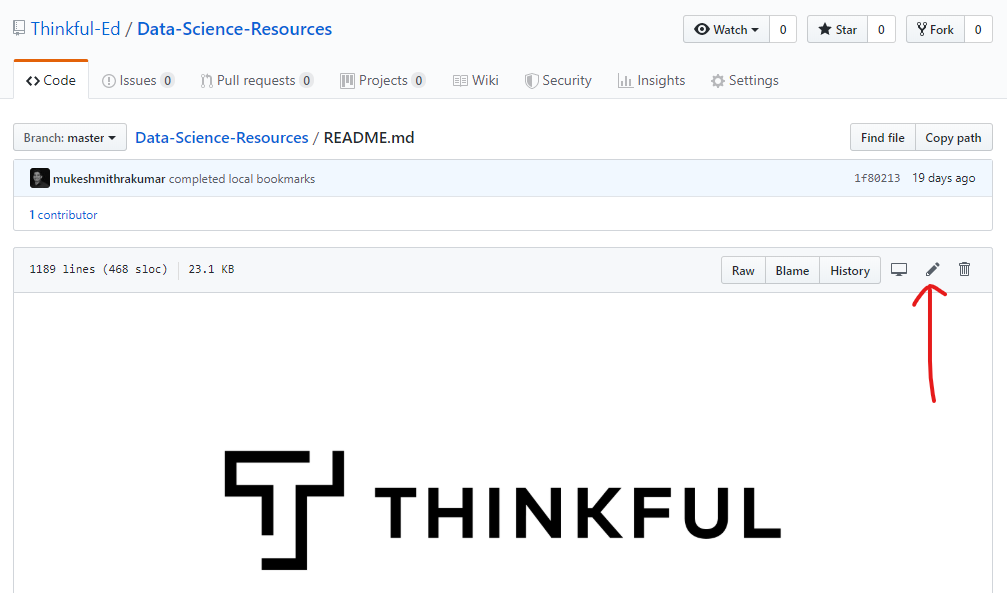 Thinkful-Ed / Data-Science-Resources
Watch 0 Star 0 Fork 0
Code Issues 0 Pull requests 0 Projects 0 Wiki Security Insights Settings
Branch: master Data-Science-Resources / README.md Find file Copy path
mukeshmithrakumar completed local bookmarks 1f80213 19 days ago
1 contributor
1189 lines (468 sloc) 23.1 KB Raw Blame History
THINKFUL